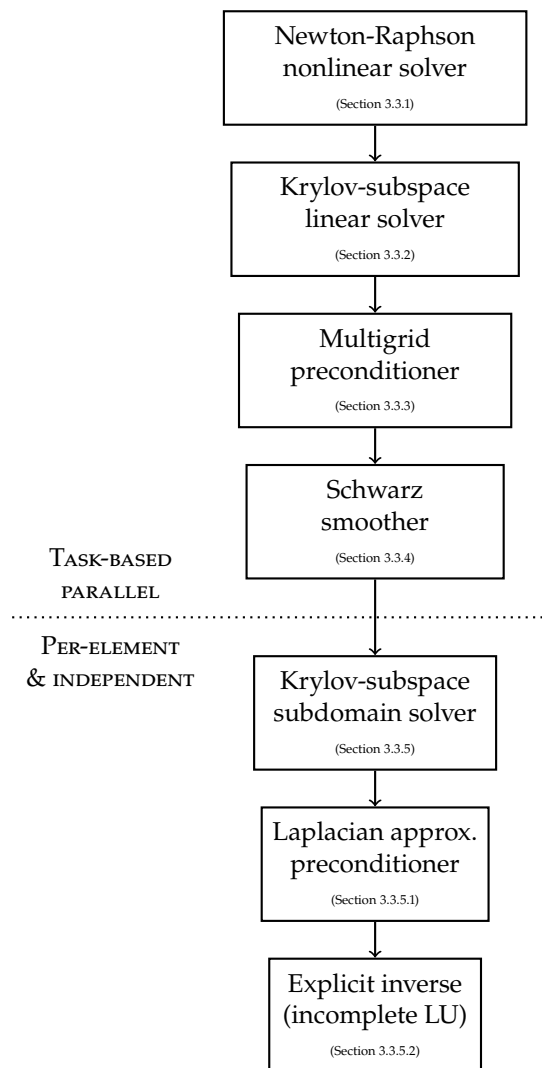 Newton-Raphson
nonlinear solver
(Section 3.3.1)
Krylov-subspace
linear solver
(Section 3.3.2)
Multigrid
preconditioner
(Section 3.3.3)
Schwarz
smoother
(Section 3.3.4)
Task-based
parallel
Per-element
& independent
Krylov-subspace
subdomain solver
(Section 3.3.5)
Laplacian approx.
preconditioner
(Section 3.3.5.1)
Explicit inverse
(incomplete LU)
(Section 3.3.5.2)